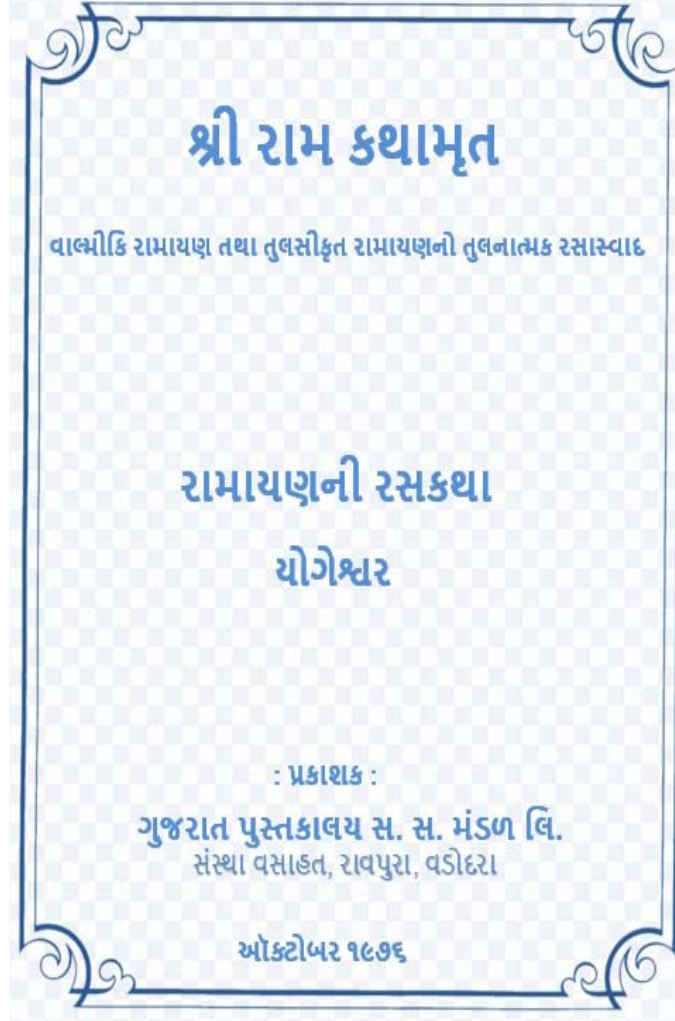 શ્રી રામ કથામૃત
વાલ્મીકિ રામાયણ તથા તુલસીકૃત રામાયણનો તુલનાત્મક રસાસ્વાદ
રામાયણની રસકથા
યોગેશ્વર
: પ્રકાશક :
ગુજરાત પુસ્તકાલય સ. સ. મંડળ લિ.
સંસ્થા વસાહત, રાવપુરા, વડોદરા
ઑક્ટોબર ૧૯૭૬